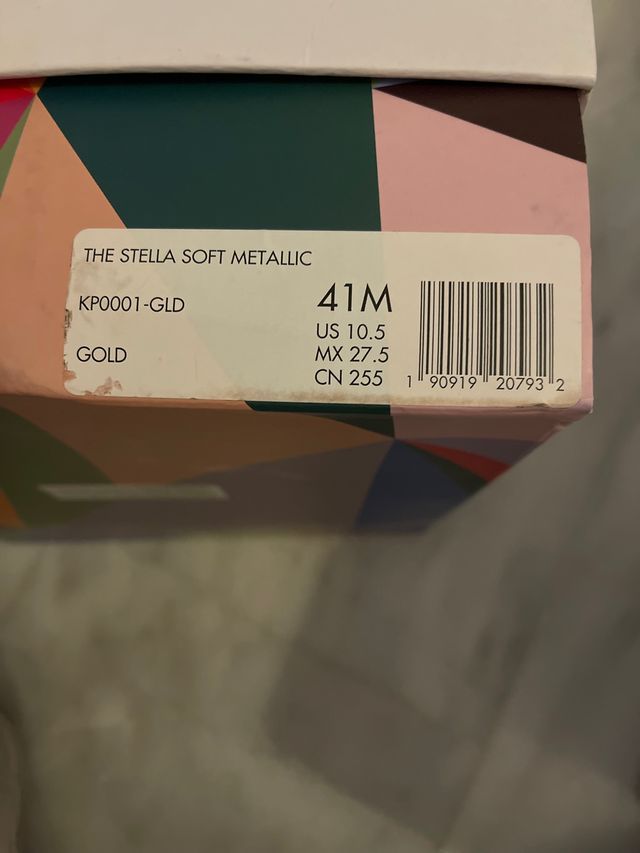 THE STELLA SOFT METALLIC
KP0001-GLD
41M
US 10.5
GOLD
MX 27.5
CN 255
1 90919 20793 2